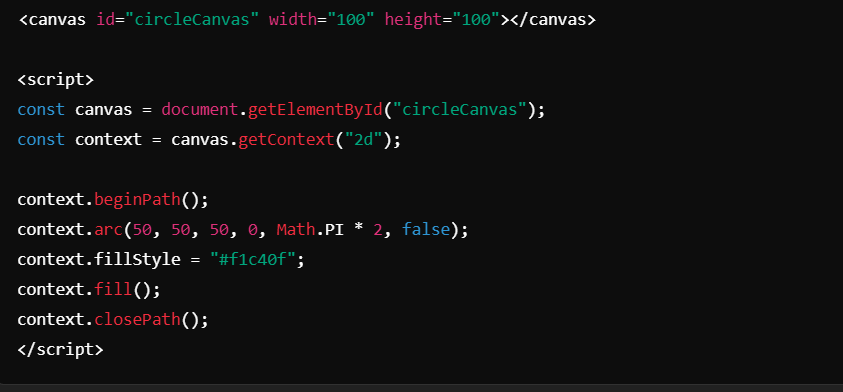 <canvas id="circleCanvas" width="100" height="100"></canvas>
<script>
const canvas = document.getElementById("circleCanvas");
const context = canvas.getContext("2d");
context.beginPath();
context.arc(50, 50, 50, 0, Math.PI * 2, false);
context.fillStyle = "#f1c40f";
context.fill();
context.closePath();
</script>